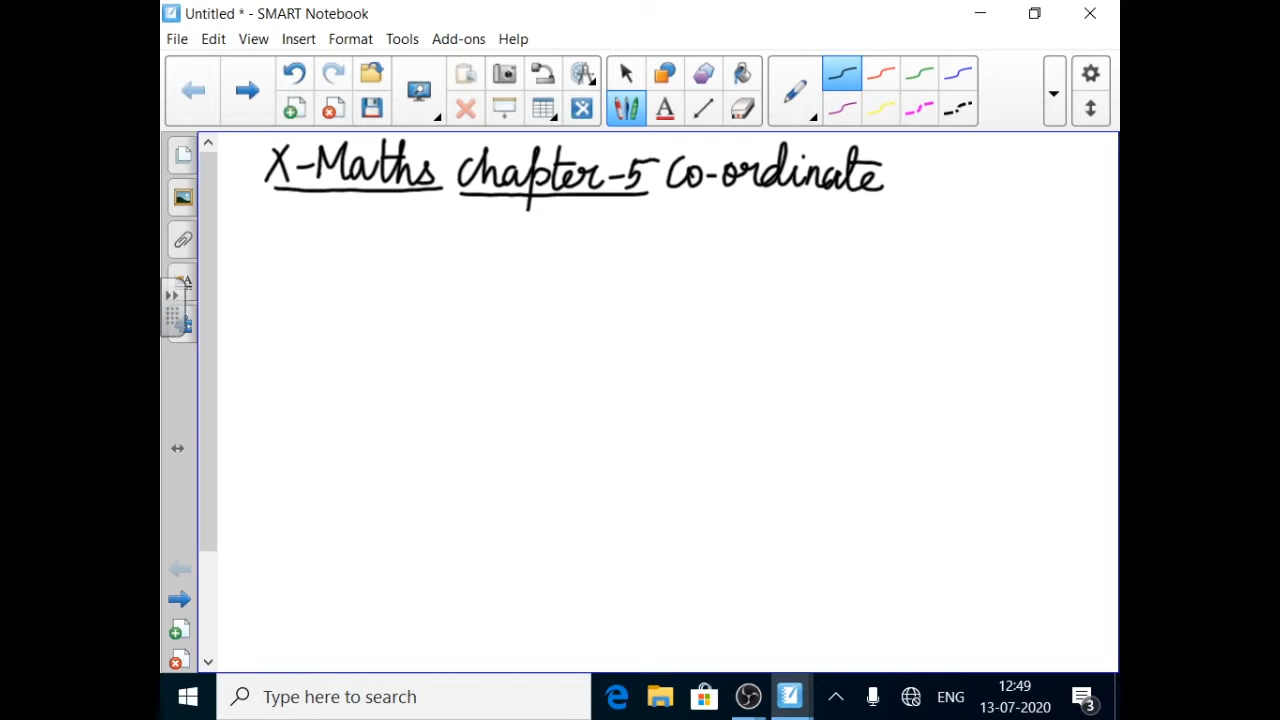 Untitled * - SMART Notebook
File Edit View Insert Format Tools Add-ons Help
X-Maths chapter-5 Co-ordinate
Type here to search
ENG
12:49
13-07-2020
3